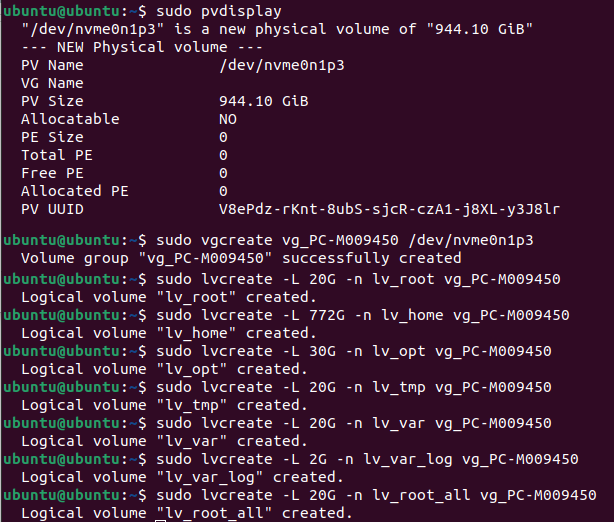 ubuntu@ubuntu:~$ sudo pvdisplay
"/dev/nvme0n1p3" is a new physical volume of "944.10 GiB"
--- NEW Physical volume ---
PV Name /dev/nvme0n1p3
VG Name
PV Size 944.10 GiB
Allocatable NO
PE Size 0
Total PE 0
Free PE 0
Allocated PE 0
PV UUID V8ePdz-rKnt-8ubS-sjcR-czA1-j8XL-y3J8lr
ubuntu@ubuntu:~$ sudo vgcreate vg_PC-M009450 /dev/nvme0n1p3
Volume group "vg_PC-M009450" successfully created
ubuntu@ubuntu:~$ sudo lvcreate -L 20G -n lv_root vg_PC-M009450
Logical volume "lv_root" created.
ubuntu@ubuntu:~$ sudo lvcreate -L 772G -n lv_home vg_PC-M009450
Logical volume "lv_home" created.
ubuntu@ubuntu:~$ sudo lvcreate -L 30G -n lv_opt vg_PC-M009450
Logical volume "lv_opt" created.
ubuntu@ubuntu:~$ sudo lvcreate -L 20G -n lv_tmp vg_PC-M009450
Logical volume "lv_tmp" created.
ubuntu@ubuntu:~$ sudo lvcreate -L 20G -n lv_var vg_PC-M009450
Logical volume "lv_var" created.
ubuntu@ubuntu:~$ sudo lvcreate -L 2G -n lv_var_log vg_PC-M009450
Logical volume "lv_var_log" created.
ubuntu@ubuntu:~$ sudo lvcreate -L 20G -n lv_root_all vg_PC-M009450
Logical volume "lv_root_all" created.